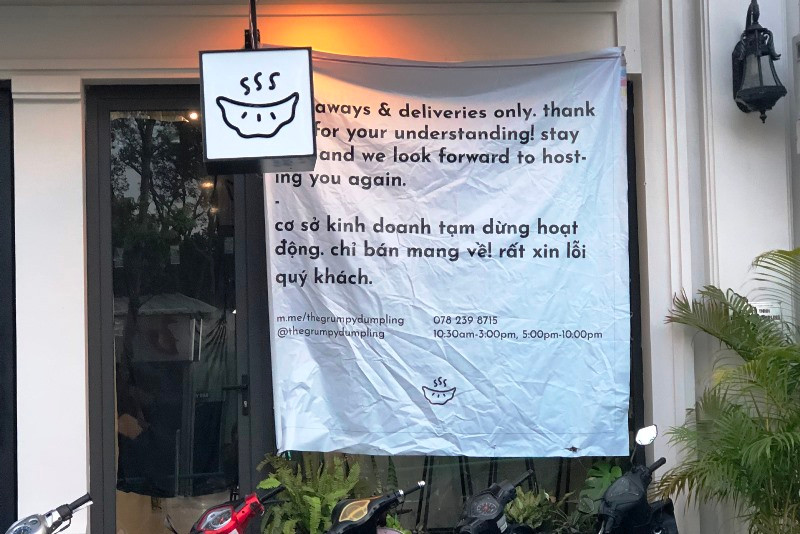 aways & deliveries only. thank
for your understanding! stay
and we look forward to host-
ing you again.
-
cơ sở kinh doanh tạm dừng hoạt
động. chỉ bán mang về! rất xin lỗi
quý khách.
m.me/thegrumpydumpling 078 239 8715
@thegrumpydumpling 10:30am-3:00pm, 5:00pm-10:00pm